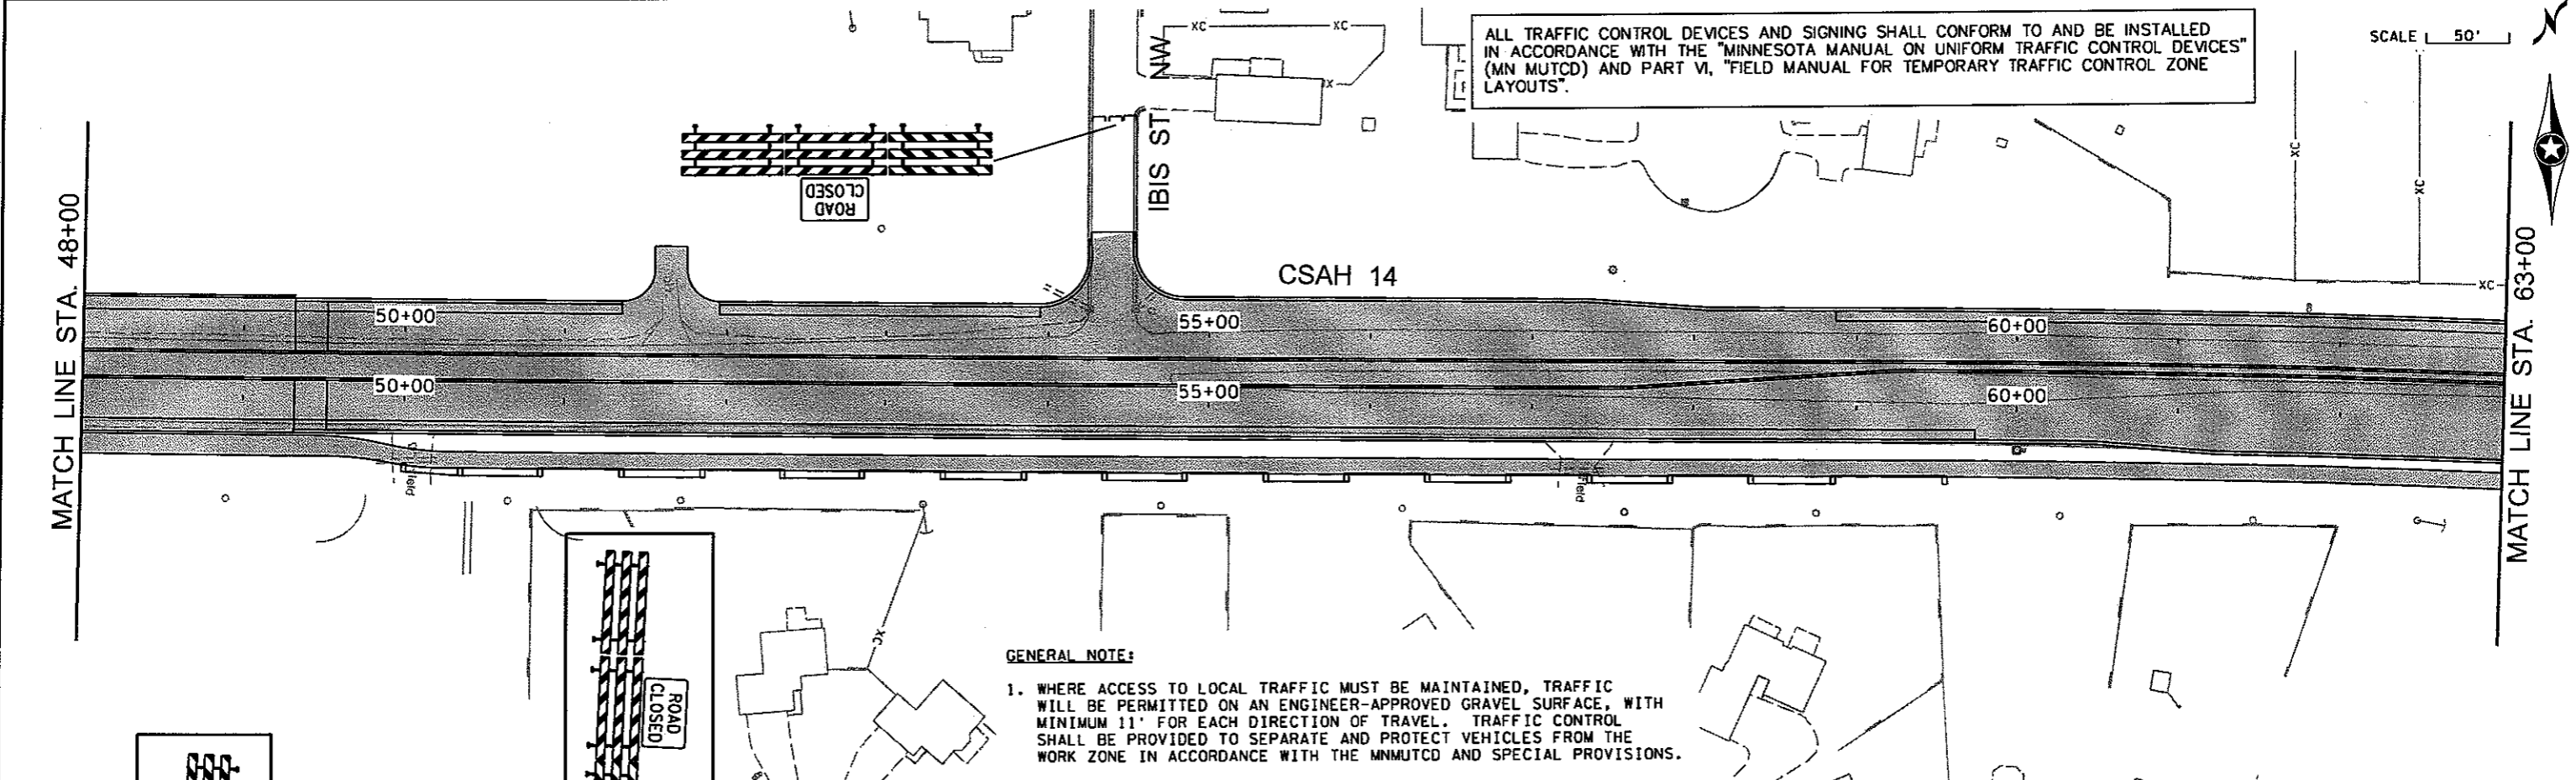 ALL TRAFFIC CONTROL DEVICES AND SIGNING SHALL CONFORM TO AND BE INSTALLED
IN ACCORDANCE WITH THE "MINNESOTA MANUAL ON UNIFORM TRAFFIC CONTROL DEVICES"
(MN MUTCD) AND PART VI, "FIELD MANUAL FOR TEMPORARY TRAFFIC CONTROL ZONE
LAYOUTS".
SCALE 50'
N
XC
XC
X
IBIS ST NW
ROAD
CLOSED
XC
XC
XC
MATCH LINE STA. 48+00
CSAH 14
MATCH LINE STA. 63+00
50+00
55+00
60+00
50+00
55+00
60+00
field
field
XC
ROAD
CLOSED
GENERAL NOTE:
1. WHERE ACCESS TO LOCAL TRAFFIC MUST BE MAINTAINED, TRAFFIC
WILL BE PERMITTED ON AN ENGINEER-APPROVED GRAVEL SURFACE, WITH
MINIMUM 11' FOR EACH DIRECTION OF TRAVEL. TRAFFIC CONTROL
SHALL BE PROVIDED TO SEPARATE AND PROTECT VEHICLES FROM THE
WORK ZONE IN ACCORDANCE WITH THE MNMUTCD AND SPECIAL PROVISIONS.